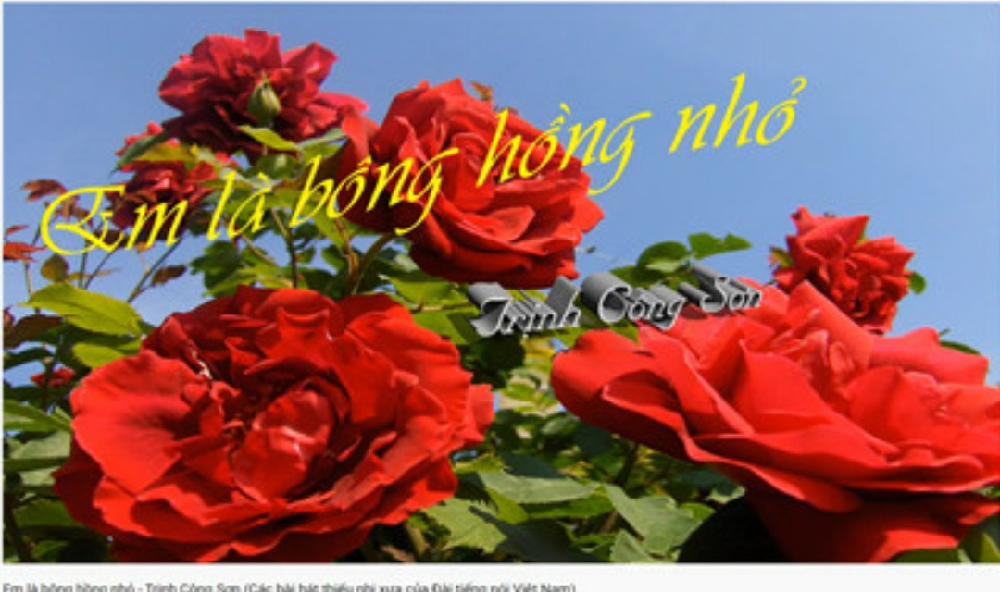 Em là bông hồng nhỏ
Trịnh Công Sơn
Em là bông hồng nhỏ - Trịnh Công Sơn (Các bài hát thiếu nhi xưa của Đài tiếng nói Việt Nam)